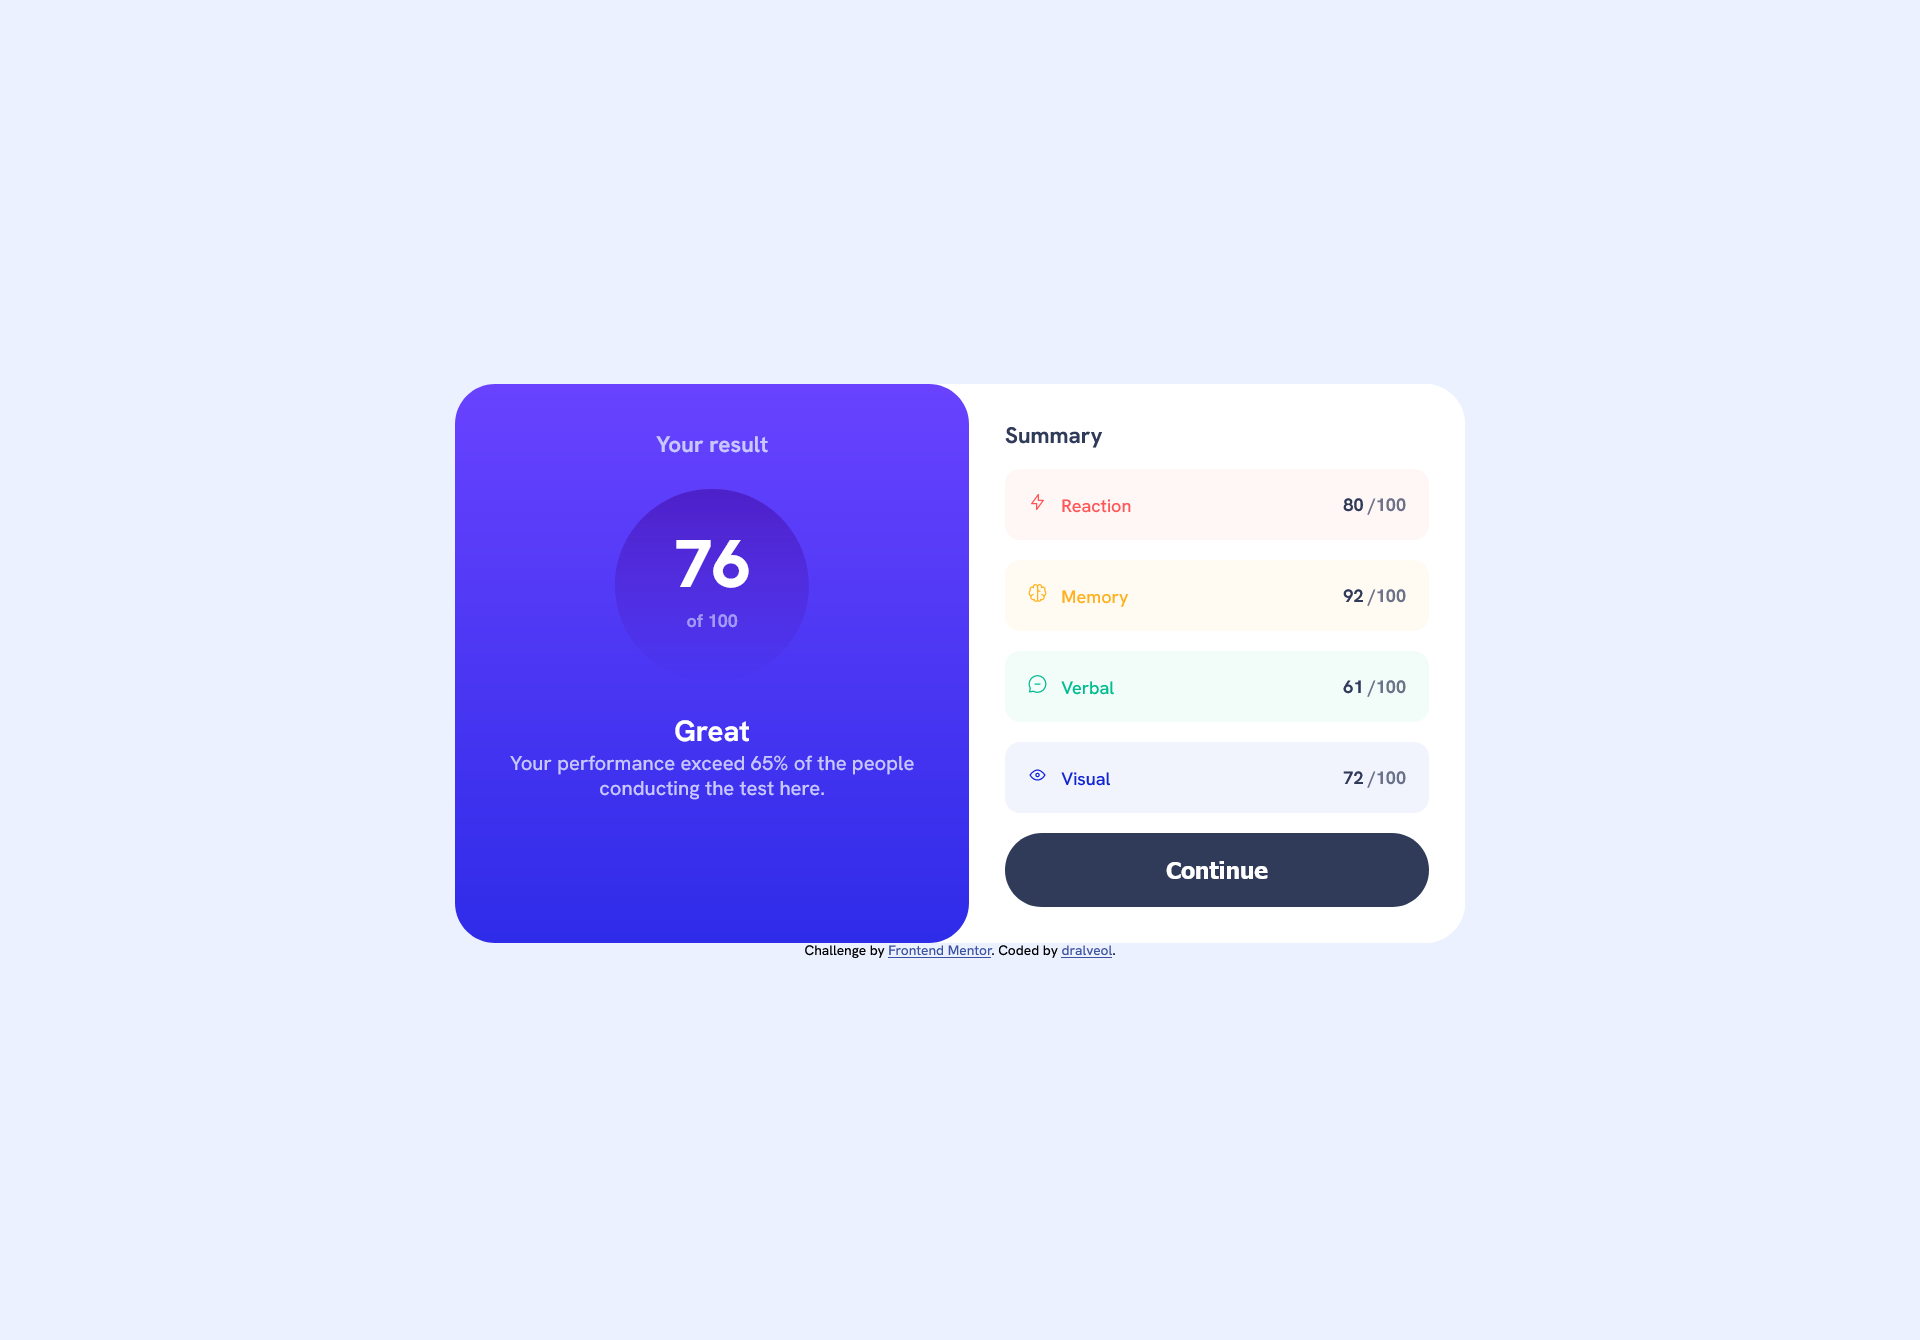 Your result
76
of 100
Great
Your performance exceed 65% of the people
conducting the test here.
Summary
Reaction 80 /100
Memory 92 /100
Verbal 61 /100
Visual 72 /100
Continue
Challenge by Frontend Mentor. Coded by dralveol.